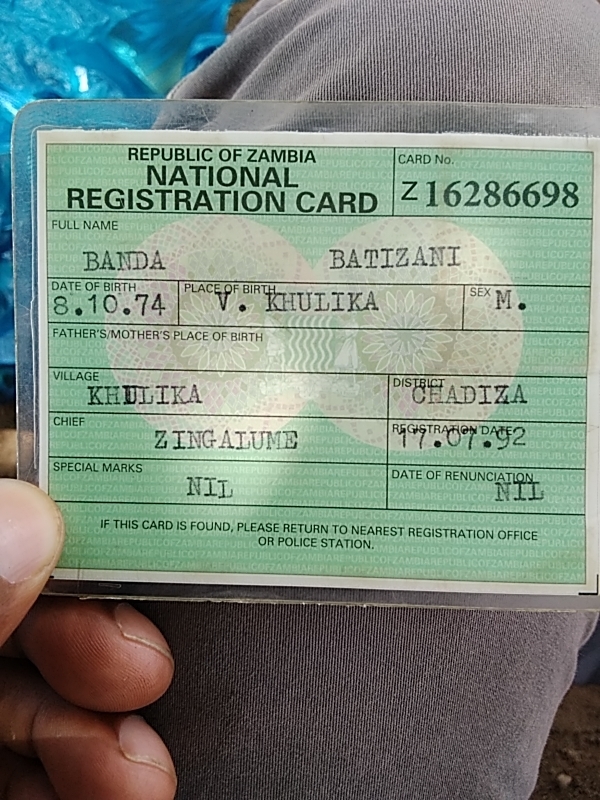 REPUBLIC OF ZAMBIA
NATIONAL
REGISTRATION CARD
CARD No.
Z 16286698
FULL NAME
BANDA BATIZANI
DATE OF BIRTH
8.10.74
PLACE OF BIRTH
V. KHULIKA
SEX
M.
FATHER'S/MOTHER'S PLACE OF BIRTH
VILLAGE
KHULIKA
DISTRICT
CHADIZA
CHIEF
ZINGALUME
REGISTRATION DATE
17.07.92
SPECIAL MARKS
NIL
DATE OF RENUNCIATION
NIL
IF THIS CARD IS FOUND, PLEASE RETURN TO NEAREST REGISTRATION OFFICE
OR POLICE STATION.